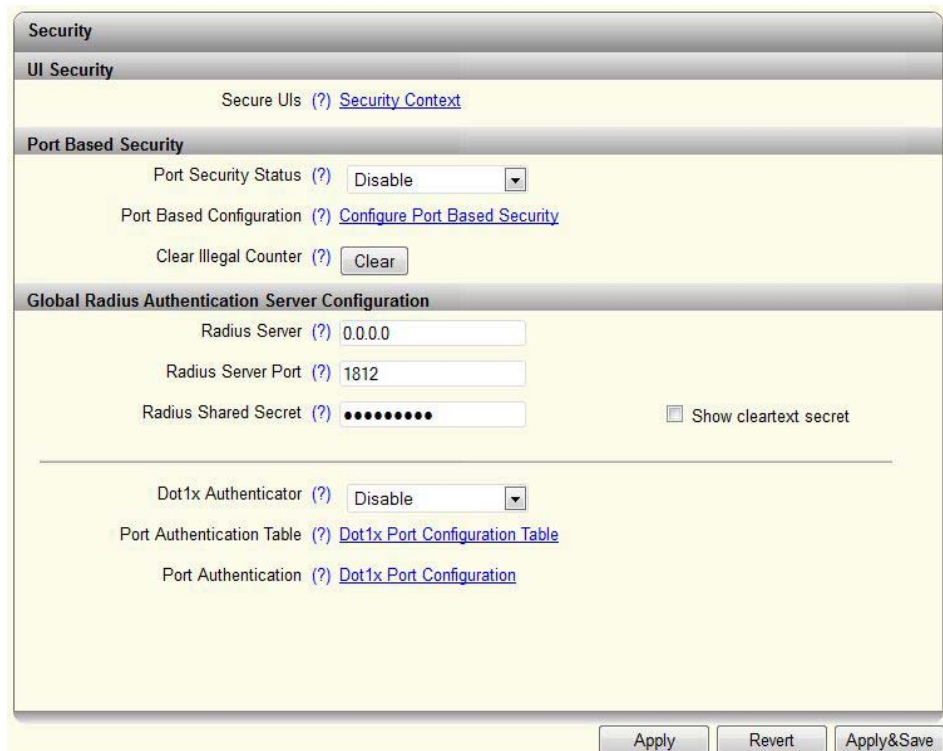 Security
UI Security
Secure UIs (?) Security Context
Port Based Security
Port Security Status (?) Disable
Port Based Configuration (?) Configure Port Based Security
Clear Illegal Counter (?) Clear
Global Radius Authentication Server Configuration
Radius Server (?) 0.0.0.0
Radius Server Port (?) 1812
Radius Shared Secret (?) ●●●●●●●●● Show cleartext secret
Dot1x Authenticator (?) Disable
Port Authentication Table (?) Dot1x Port Configuration Table
Port Authentication (?) Dot1x Port Configuration
Apply Revert Apply&Save